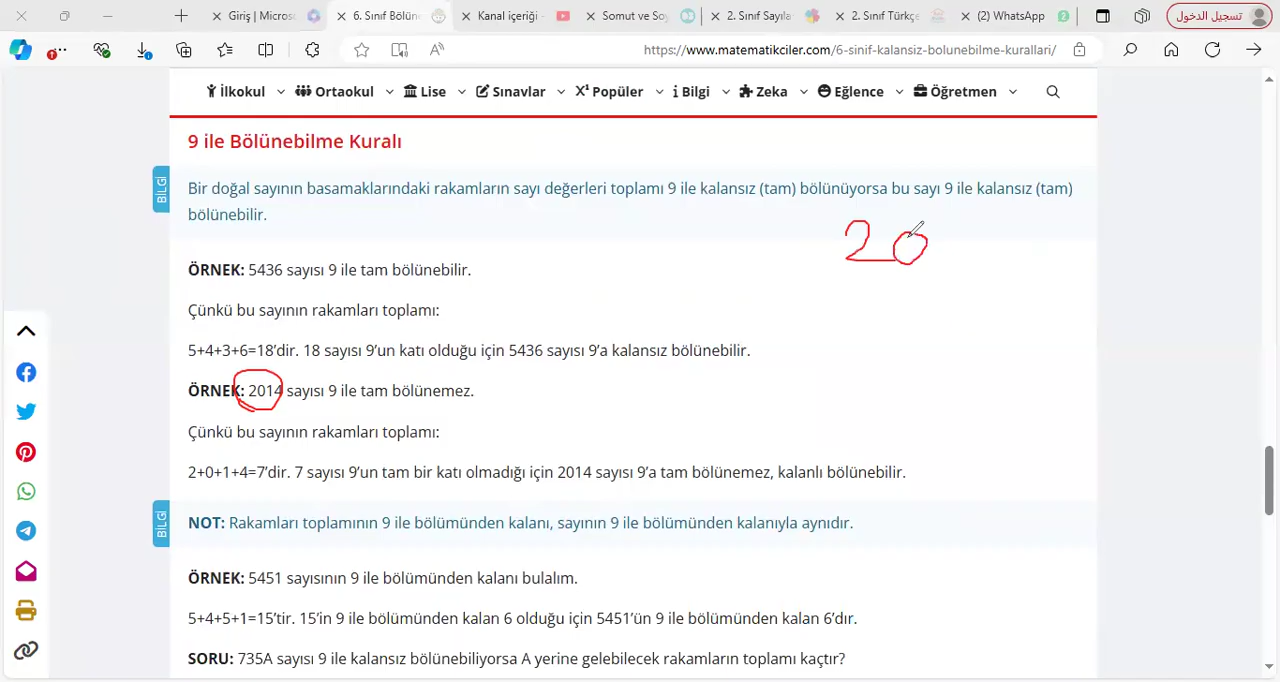 Giriş | Micros
6. Sınıf Bölün
Kanal içeriği -
Somut ve Soy
2. Sınıf Sayıla
2. Sınıf Türkç
(2) WhatsApp
2
تسجيل الدخول
https://www.matematikciler.com/6-sinif-kalansiz-bolunebilme-kurallari/
İlkokul Ortaokul Lise Sınavlar X² Popüler Bilgi Zeka Eğlence Öğretmen
9 ile Bölünebilme Kuralı
BİLGİ
Bir doğal sayının basamaklarındaki rakamların sayı değerleri toplamı 9 ile kalansız (tam) bölünüyorsa bu sayı 9 ile kalansız (tam)
bölünebilir.
20
ÖRNEK: 5436 sayısı 9 ile tam bölünebilir.
Çünkü bu sayının rakamları toplamı:
5+4+3+6=18’dir. 18 sayısı 9’un katı olduğu için 5436 sayısı 9’a kalansız bölünebilir.
ÖRNEK: 2014 sayısı 9 ile tam bölünemez.
Çünkü bu sayının rakamları toplamı:
2+0+1+4=7’dir. 7 sayısı 9’un tam bir katı olmadığı için 2014 sayısı 9’a tam bölünemez, kalanlı bölünebilir.
BİLGİ
NOT: Rakamları toplamının 9 ile bölümünden kalanı, sayının 9 ile bölümünden kalanıyla aynıdır.
ÖRNEK: 5451 sayısının 9 ile bölümünden kalanı bulalım.
5+4+5+1=15’tir. 15’in 9 ile bölümünden kalan 6 olduğu için 5451’ün 9 ile bölümünden kalan 6’dır.
SORU: 735A sayısı 9 ile kalansız bölünebiliyorsa A yerine gelebilecek rakamların toplamı kaçtır?